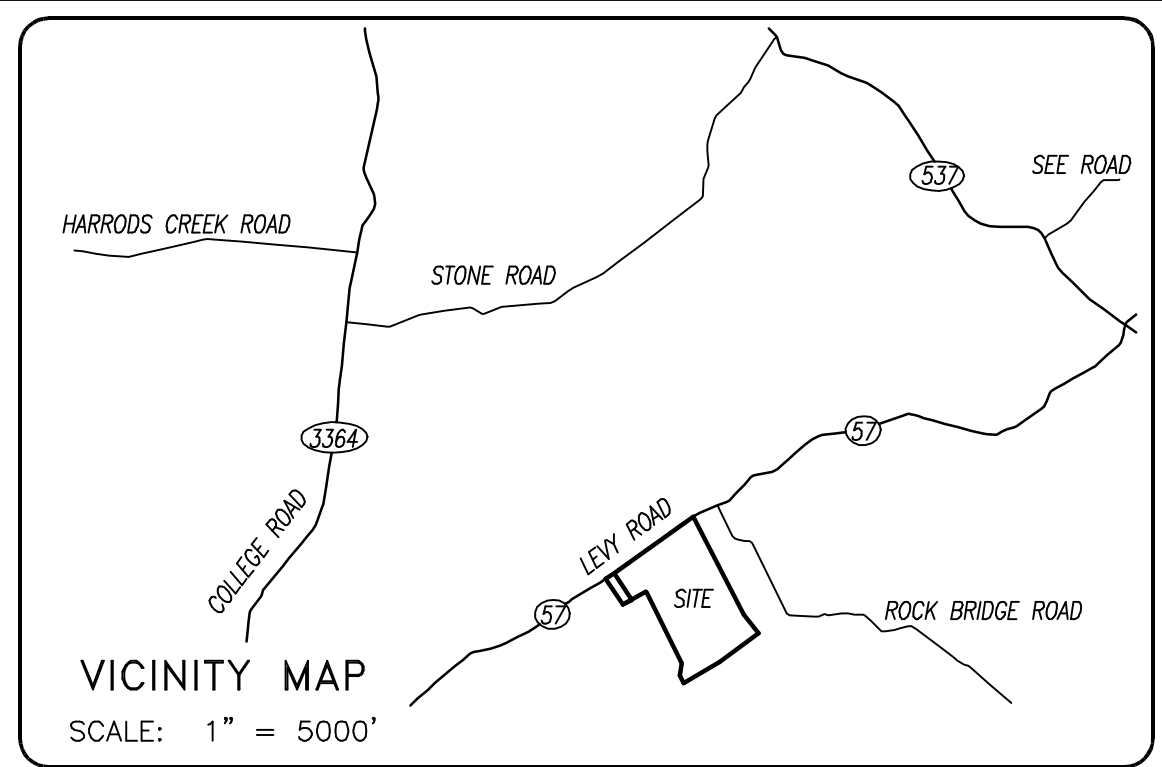 SEE ROAD
537
HARRODS CREEK ROAD
STONE ROAD
57
3364
LEVY ROAD
COLLEGE ROAD
SITE
57
ROCK BRIDGE ROAD
VICINITY MAP
SCALE: 1" = 5000'